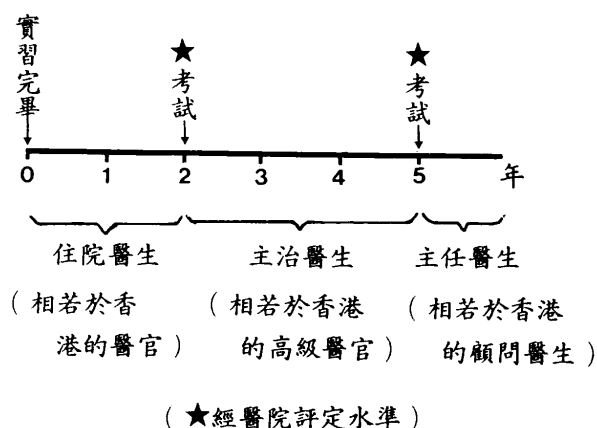 實習完畢
★考試
★考試
0 1 2 3 4 5 年
住院醫生 主治醫生 主任醫生
(相若於香 (相若於香港 (相若於香港
港的醫官) 的高級醫官) 的顧問醫生)
(★經醫院評定水準)